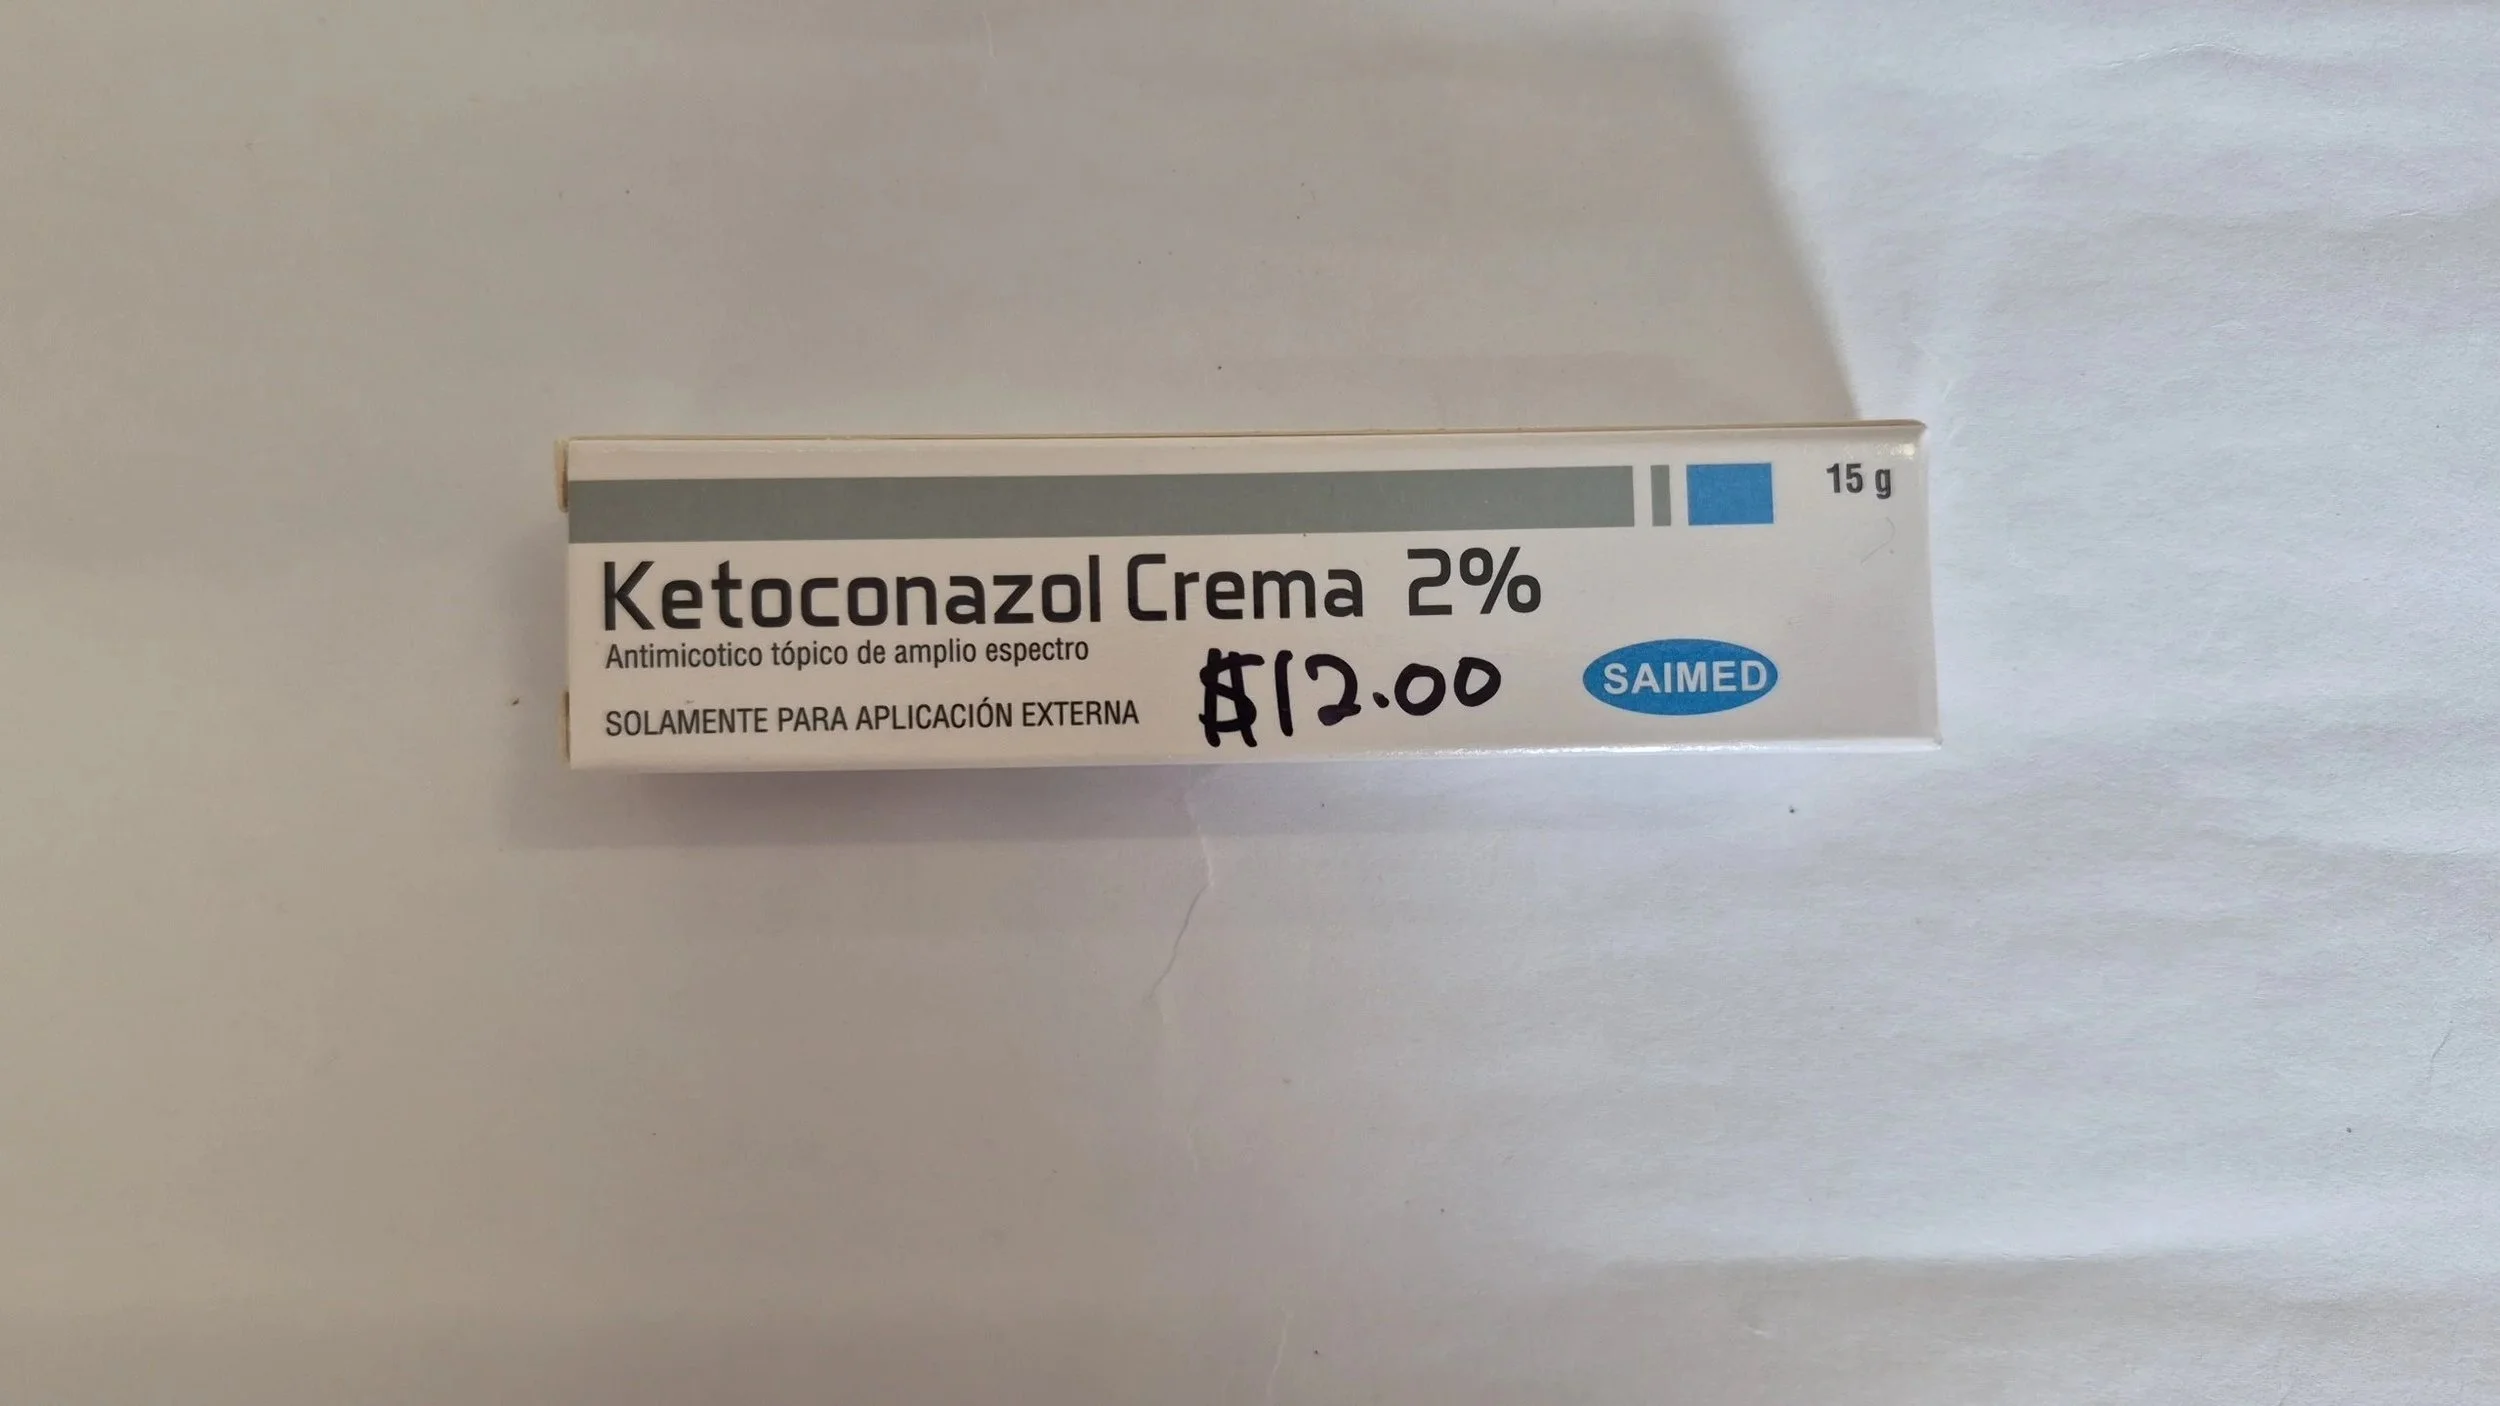 15 g
Ketoconazol Crema 2%
Antimicotico tópico de amplio espectro
$12.00
SAIMED
SOLAMENTE PARA APLICACIÓN EXTERNA